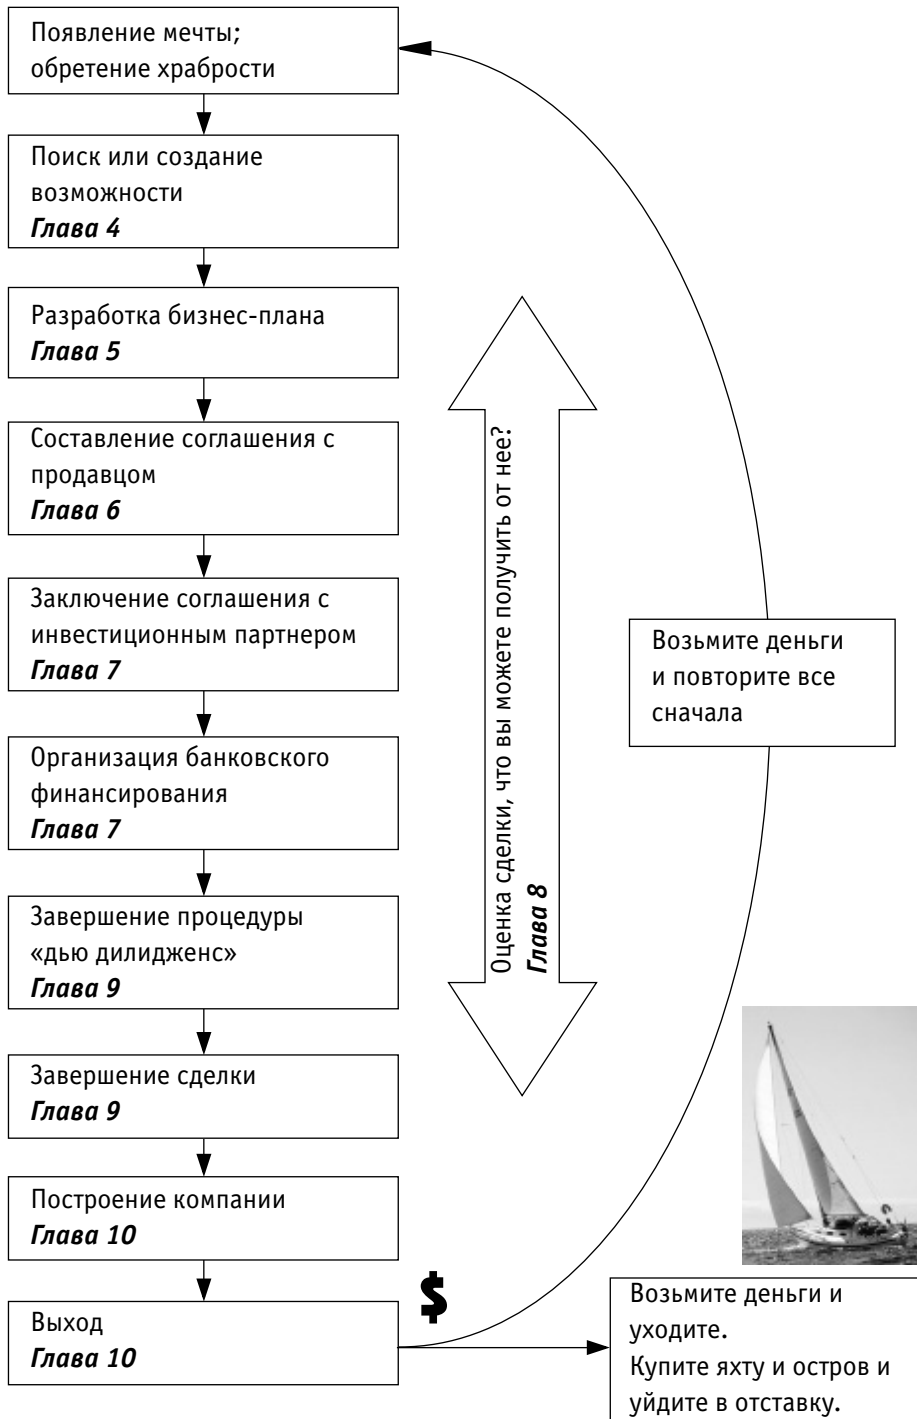 Появление мечты;
обретение храбрости
Поиск или создание
возможности
Глава 4
Разработка бизнес-плана
Глава 5
Составление соглашения с
продавцом
Глава 6
Заключение соглашения с
инвестиционным партнером
Глава 7
Организация банковского
финансирования
Глава 7
Завершение процедуры
«дью дилидженс»
Глава 9
Завершение сделки
Глава 9
Построение компании
Глава 10
Выход
Глава 10
Оценка сделки, что вы можете получить от нее?
Глава 8
Возьмите деньги
и повторите все
сначала
$
Возьмите деньги и
уходите.
Купите яхту и остров и
уйдите в отставку.